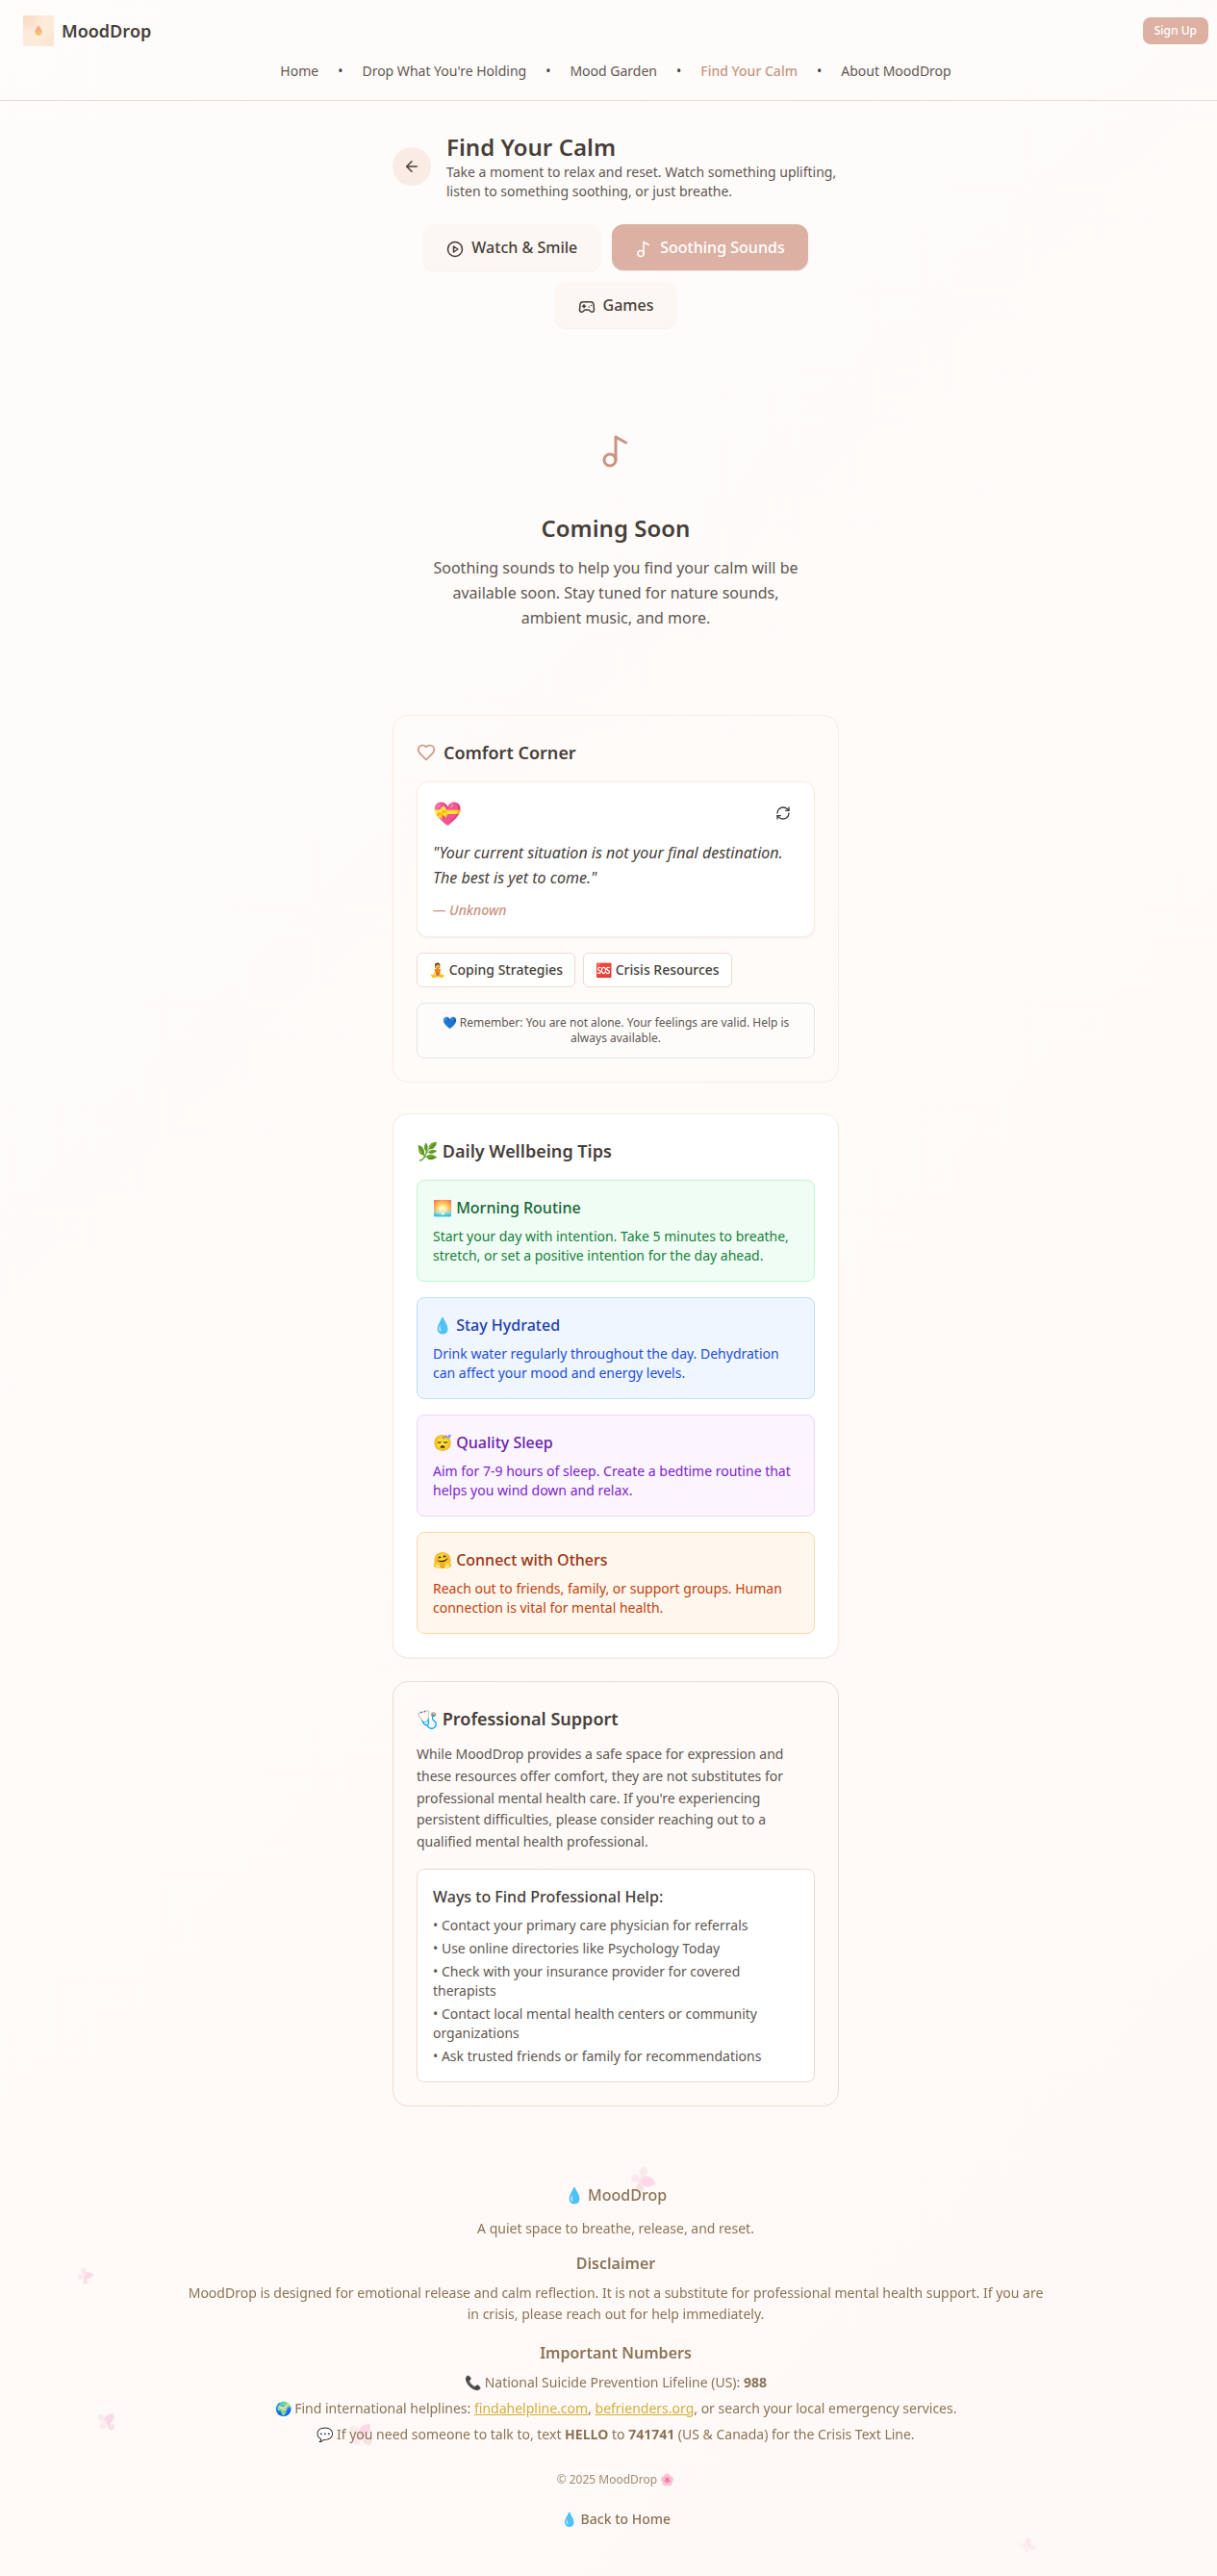 MoodDrop
Sign Up
Home • Drop What You're Holding • Mood Garden • Find Your Calm • About MoodDrop
Find Your Calm
Take a moment to relax and reset. Watch something uplifting,
listen to something soothing, or just breathe.
Watch & Smile
Soothing Sounds
Games
Coming Soon
Soothing sounds to help you find your calm will be
available soon. Stay tuned for nature sounds,
ambient music, and more.
Comfort Corner
"Your current situation is not your final destination.
The best is yet to come."
— Unknown
Coping Strategies
🆘 Crisis Resources
💙 Remember: You are not alone. Your feelings are valid. Help is
always available.
🌿 Daily Wellbeing Tips
🌅 Morning Routine
Start your day with intention. Take 5 minutes to breathe,
stretch, or set a positive intention for the day ahead.
💧 Stay Hydrated
Drink water regularly throughout the day. Dehydration
can affect your mood and energy levels.
😴 Quality Sleep
Aim for 7-9 hours of sleep. Create a bedtime routine that
helps you wind down and relax.
🤗 Connect with Others
Reach out to friends, family, or support groups. Human
connection is vital for mental health.
🩺 Professional Support
While MoodDrop provides a safe space for expression and
these resources offer comfort, they are not substitutes for
professional mental health care. If you're experiencing
persistent difficulties, please consider reaching out to a
qualified mental health professional.
Ways to Find Professional Help:
• Contact your primary care physician for referrals
• Use online directories like Psychology Today
• Check with your insurance provider for covered
therapists
• Contact local mental health centers or community
organizations
• Ask trusted friends or family for recommendations
💧 MoodDrop
A quiet space to breathe, release, and reset.
Disclaimer
MoodDrop is designed for emotional release and calm reflection. It is not a substitute for professional mental health support. If you are
in crisis, please reach out for help immediately.
Important Numbers
📞 National Suicide Prevention Lifeline (US): 988
🌍 Find international helplines: findahelpline.com, befrienders.org, or search your local emergency services.
💬 If you need someone to talk to, text HELLO to 741741 (US & Canada) for the Crisis Text Line.
© 2025 MoodDrop 🌸
💧 Back to Home